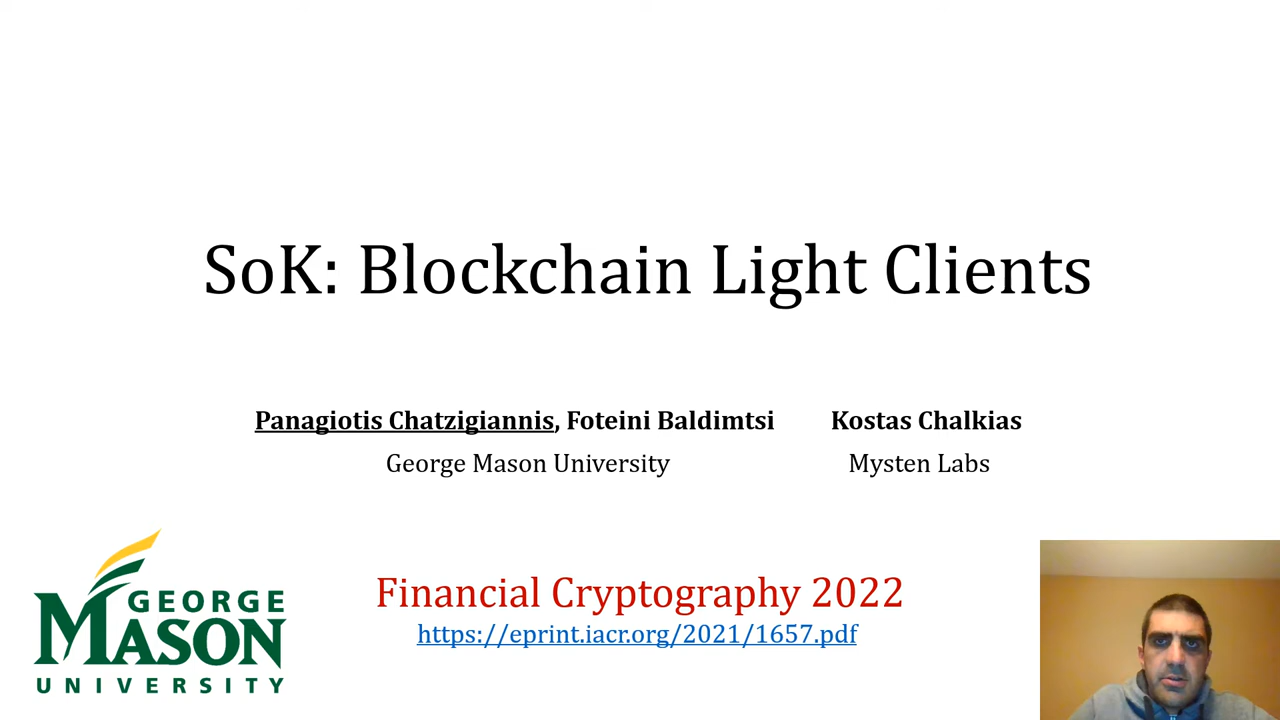 SoK: Blockchain Light Clients
Panagiotis Chatzigiannis, Foteini Baldimtsi
Kostas Chalkias
George Mason University
Mysten Labs
GEORGE
MASON
UNIVERSITY
Financial Cryptography 2022
https://eprint.iacr.org/2021/1657.pdf